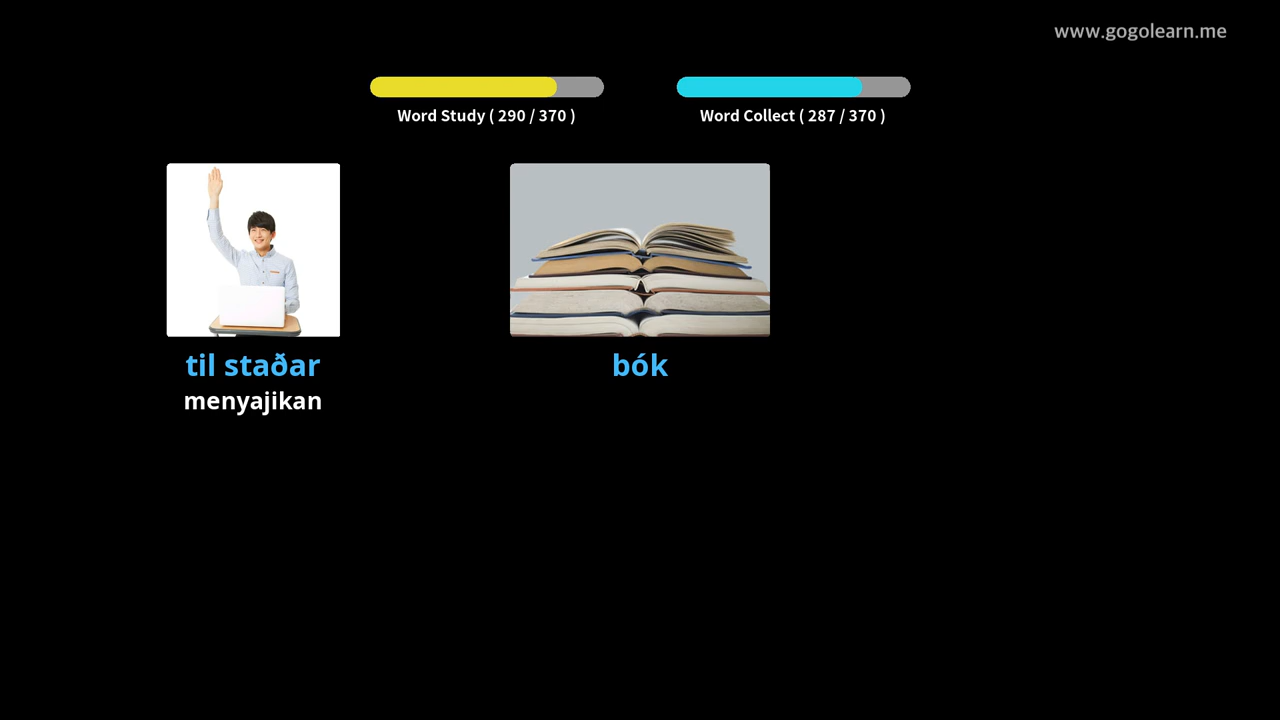 www.gogolearn.me
Word Study ( 290 / 370 )
Word Collect ( 287 / 370 )
til staðar
menyajikan
bók